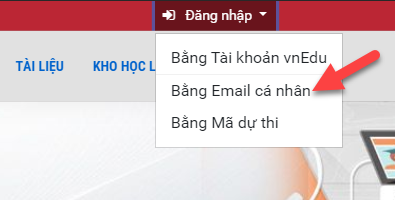 Đăng nhập
TÀI LIỆU KHO HỌC L
Bằng Tài khoản vnEdu
Bằng Email cá nhân
Bằng Mã dự thi